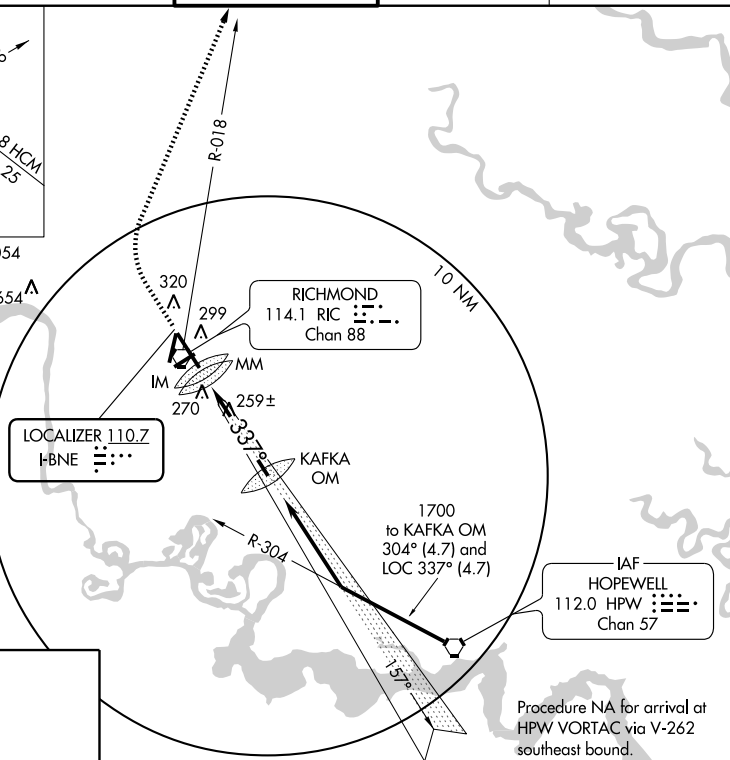 8 HCM
25
R-018
654
320
299
10 NM
RICHMOND
114.1 RIC
Chan 88
IM
MM
270
259±
LOCALIZER 110.7
I-BNE
337°
KAFKA
OM
R-304
1700
to KAFKA OM
304° (4.7) and
LOC 337° (4.7)
IAF
HOPEWELL
112.0 HPW
Chan 57
157°
Procedure NA for arrival at
HPW VORTAC via V-262
southeast bound.